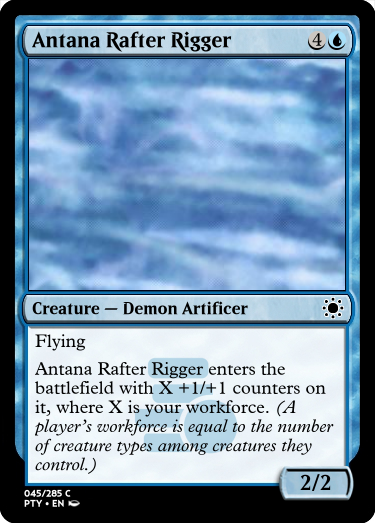 Antana Rafter Rigger 4
Creature — Demon Artificer
Flying
Antana Rafter Rigger enters the
battlefield with X +1/+1 counters on
it, where X is your workforce. (A
player's workforce is equal to the number
of creature types among creatures they
control.)
2/2
045/285 C
PTY • EN